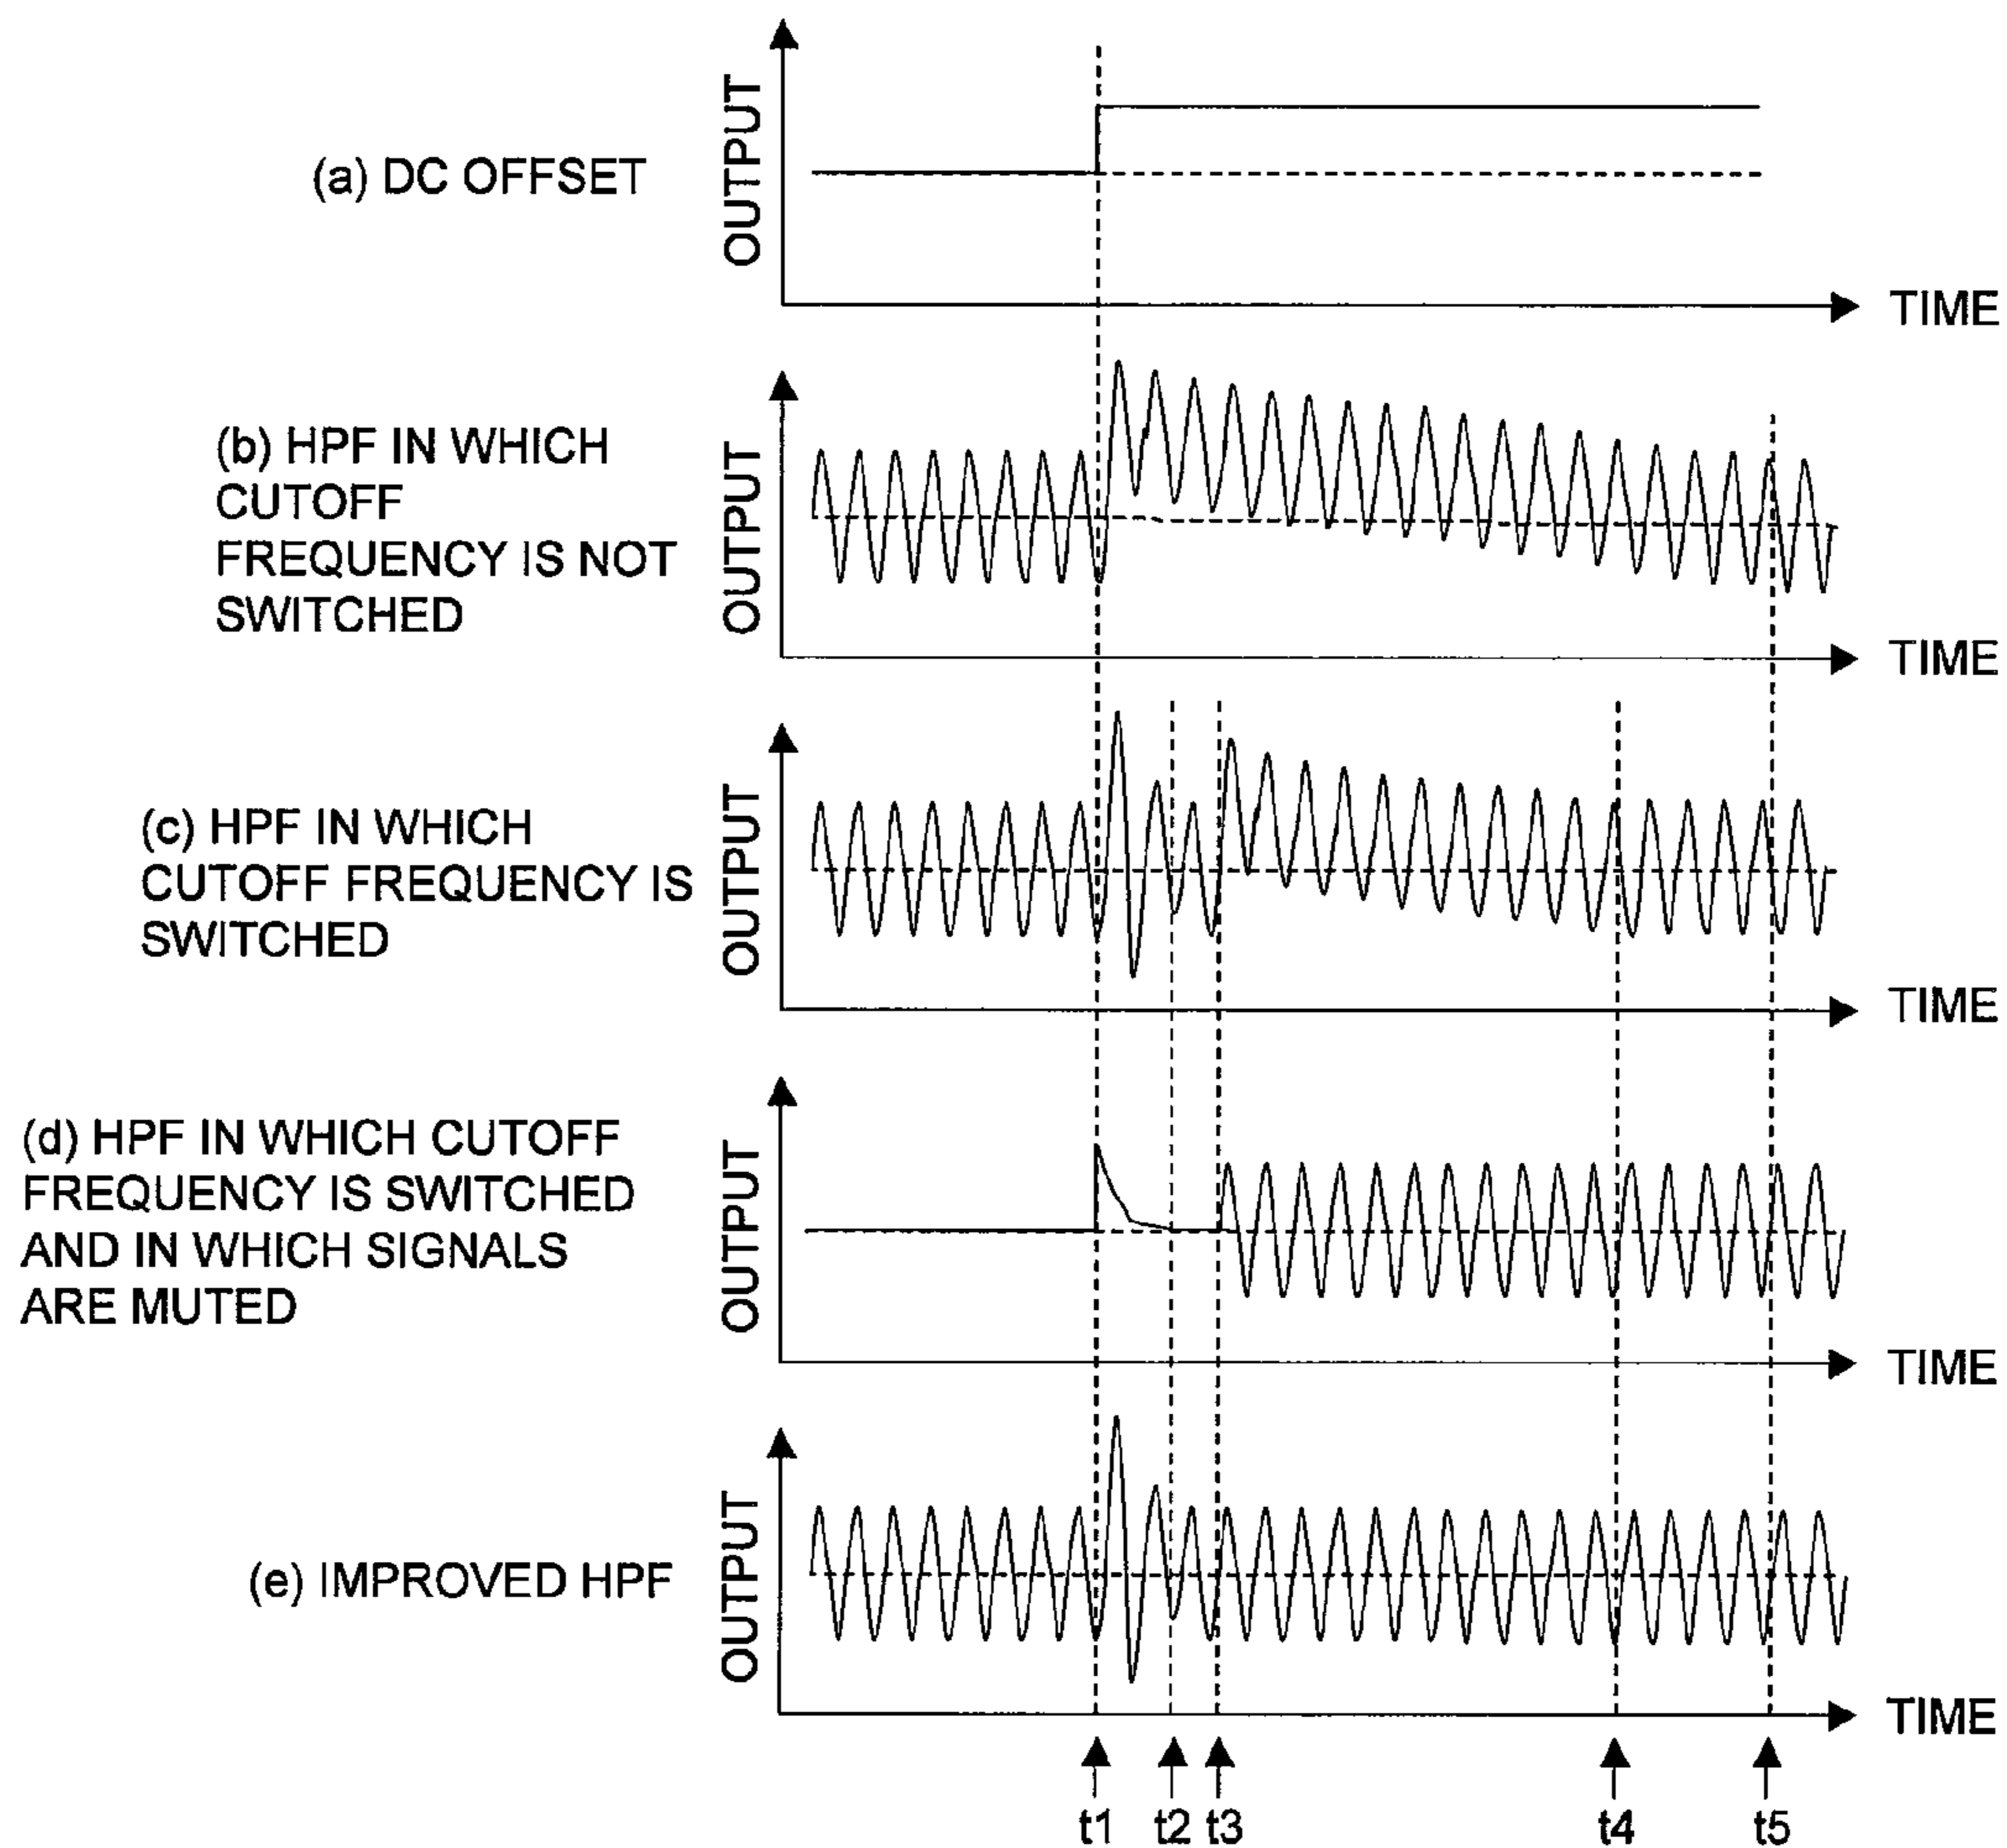 (a) DC OFFSET
OUTPUT
TIME
(b) HPF IN WHICH
CUTOFF
FREQUENCY IS NOT
SWITCHED
OUTPUT
TIME
(c) HPF IN WHICH
CUTOFF FREQUENCY IS
SWITCHED
OUTPUT
TIME
(d) HPF IN WHICH CUTOFF
FREQUENCY IS SWITCHED
AND IN WHICH SIGNALS
ARE MUTED
OUTPUT
TIME
(e) IMPROVED HPF
OUTPUT
TIME
t1 t2 t3 t4 t5